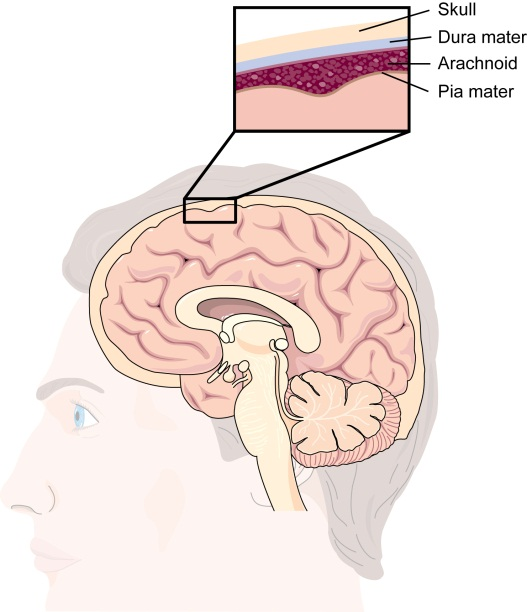 Skull
Dura mater
Arachnoid
Pia mater